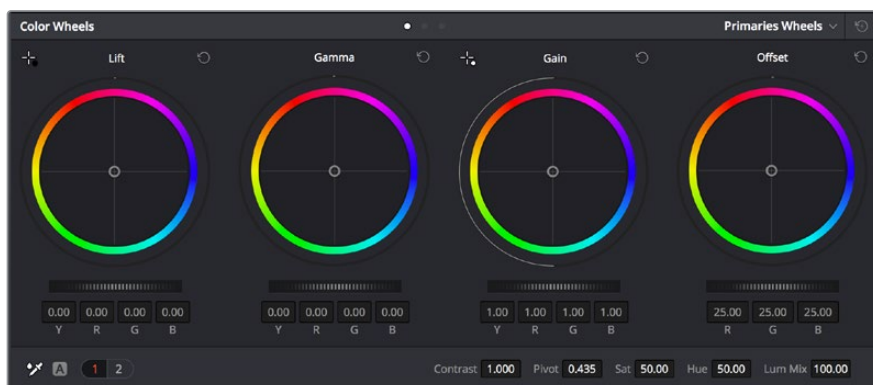 Color Wheels Primaries Wheels
Lift Gamma Gain Offset
0.00 0.00 0.00 0.00 0.00 0.00 0.00 0.00 1.00 1.00 1.00 1.00 25.00 25.00 25.00
Y R G B Y R G B Y R G B R G B
A 1 2 Contrast 1.000 Pivot 0.435 Sat 50.00 Hue 50.00 Lum Mix 100.00